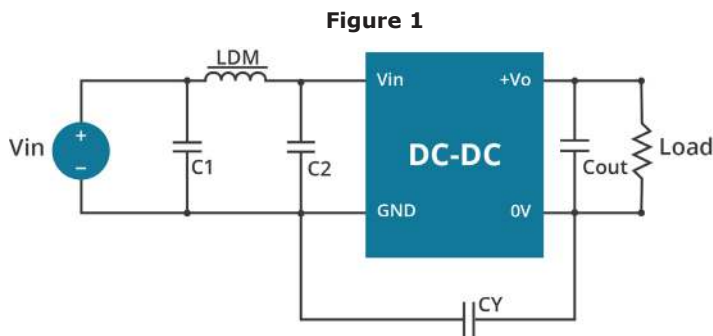 Figure 1
LDM
Vin
+Vo
Vin
+
−
C1
C2
DC-DC
Cout
Load
GND
0V
CY